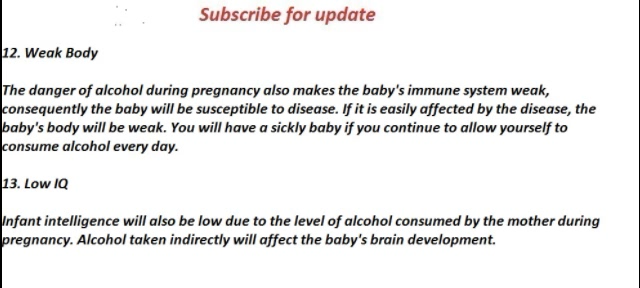 Subscribe for update
12. Weak Body
The danger of alcohol during pregnancy also makes the baby's immune system weak,
consequently the baby will be susceptible to disease. If it is easily affected by the disease, the
baby's body will be weak. You will have a sickly baby if you continue to allow yourself to
consume alcohol every day.
13. Low IQ
Infant intelligence will also be low due to the level of alcohol consumed by the mother during
pregnancy. Alcohol taken indirectly will affect the baby's brain development.